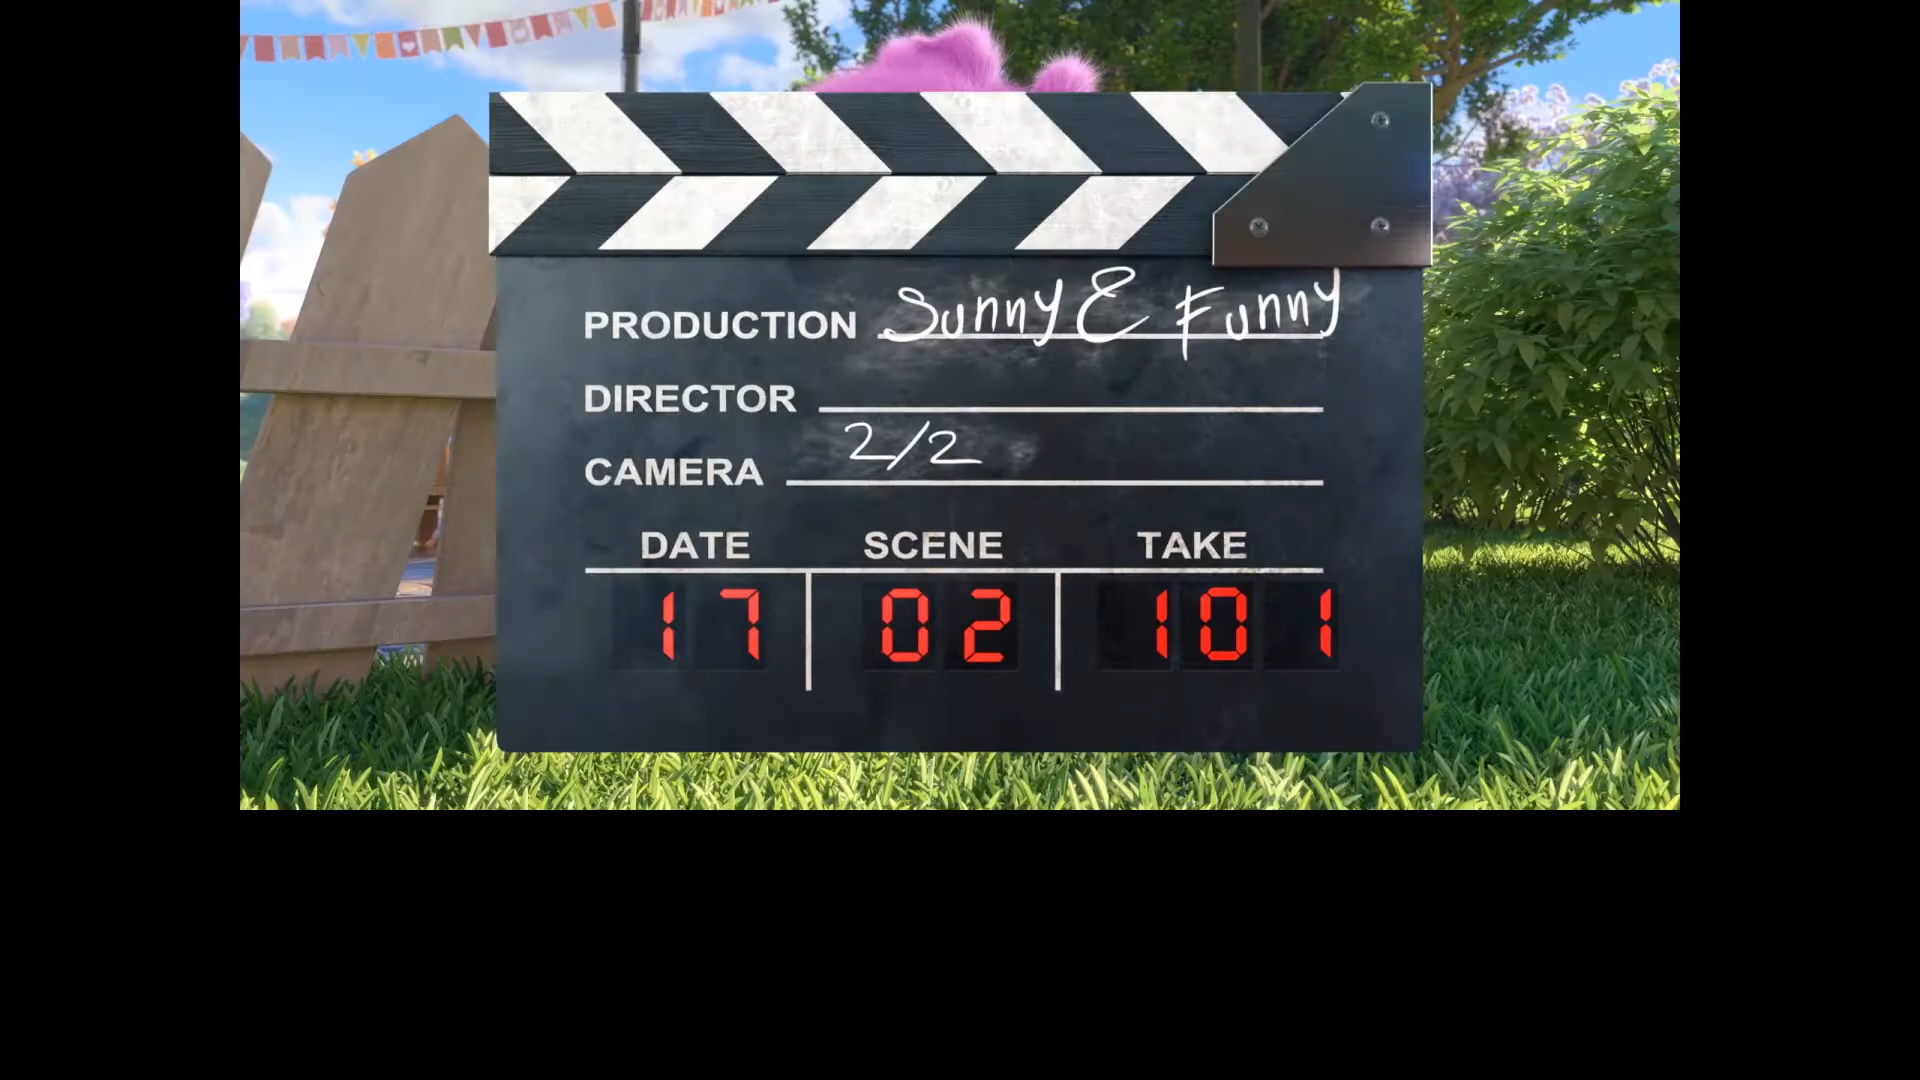 PRODUCTION Sunny & Funny
DIRECTOR
CAMERA 2/2
DATE SCENE TAKE
17 02 101